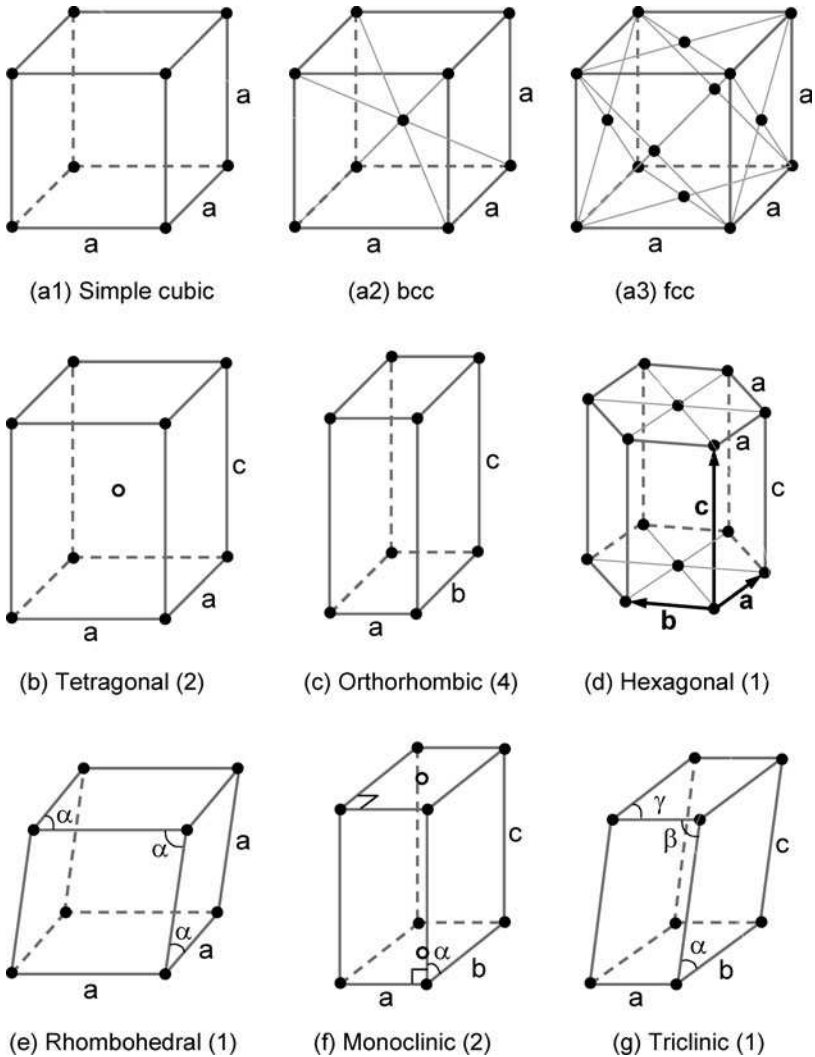 a a a
a a a
a a a
(a1) Simple cubic (a2) bcc (a3) fcc
a
a
c c c c
a b a
a a b
(b) Tetragonal (2) (c) Orthorhombic (4) (d) Hexagonal (1)
α γ
α a c β c
α α α
a b b
a a a
(e) Rhombohedral (1) (f) Monoclinic (2) (g) Triclinic (1)